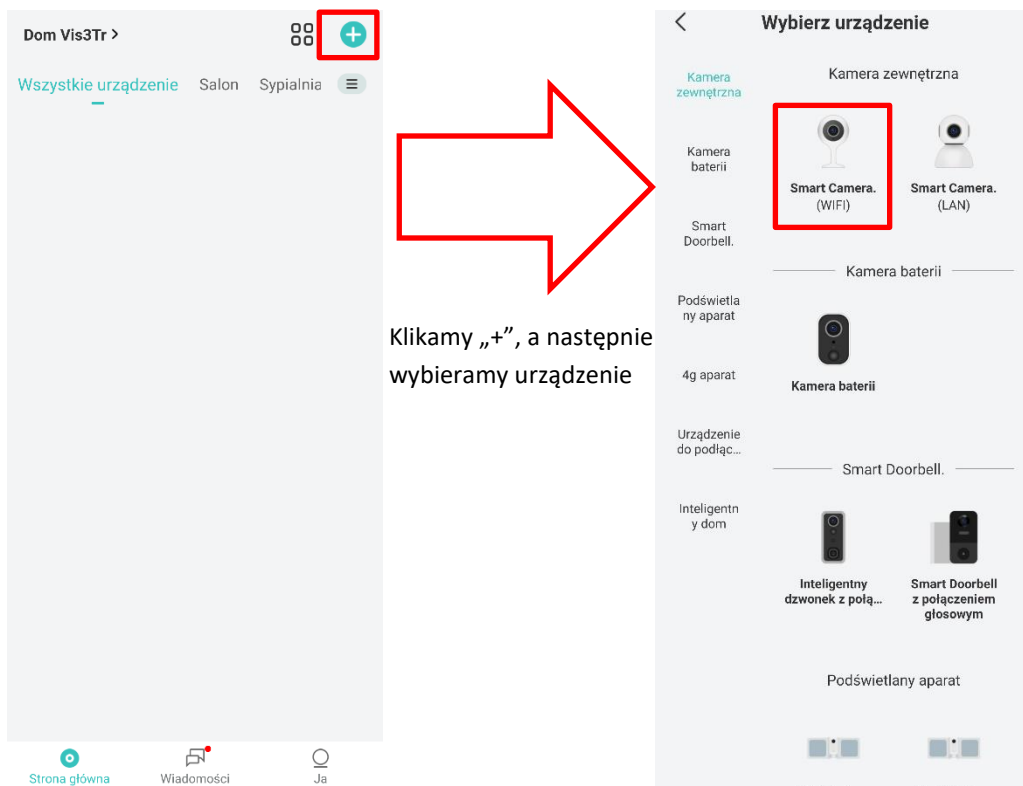 Dom Vis3Tr >
Wszystkie urządzenie Salon Sypialnia
Strona główna Wiadomości Ja
Klikamy „+”, a następnie
wybieramy urządzenie
Wybierz urządzenie
Kamera
zewnętrzna
Kamera
baterii
Smart
Doorbell.
Podświetla
ny aparat
4g aparat
Urządzenie
do podłąc...
Inteligentn
y dom
Kamera zewnętrzna
Smart Camera.
(WIFI)
Smart Camera.
(LAN)
Kamera baterii
Kamera baterii
Smart Doorbell.
Inteligentny
dzwonek z połą...
Smart Doorbell
z połączeniem
głosowym
Podświetlany aparat